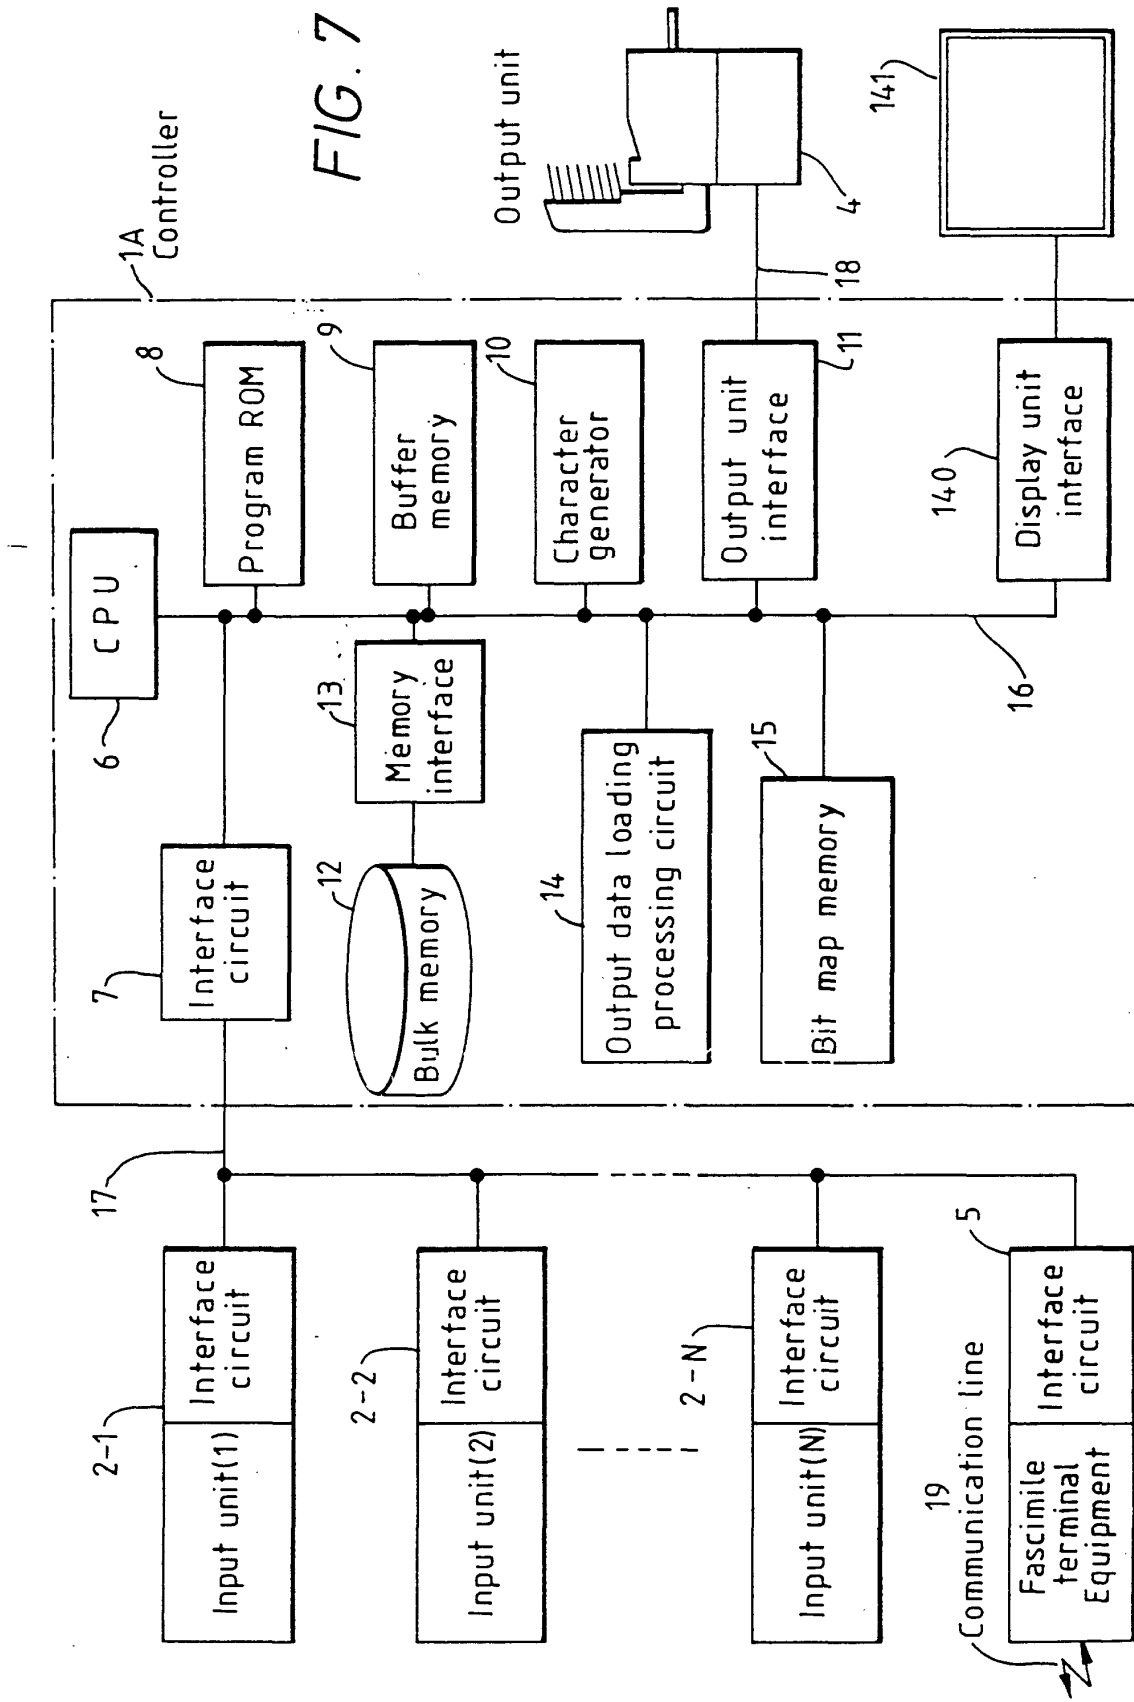 FIG. 7
1A
Controller
Output unit
6
CPU
8
Program ROM
9
Buffer
memory
10
Character
generator
11
Output unit
interface
140
Display unit
interface
4
18
141
7
Interface
circuit
12
Bulk memory
13
Memory
interface
14
Output data loading
processing circuit
15
Bit map memory
16
17
2-1
Input unit(1)
Interface
circuit
2-2
Input unit(2)
Interface
circuit
2-N
Input unit(N)
Interface
circuit
19
Communication line
5
Fascimile
terminal
Equipment
Interface
circuit